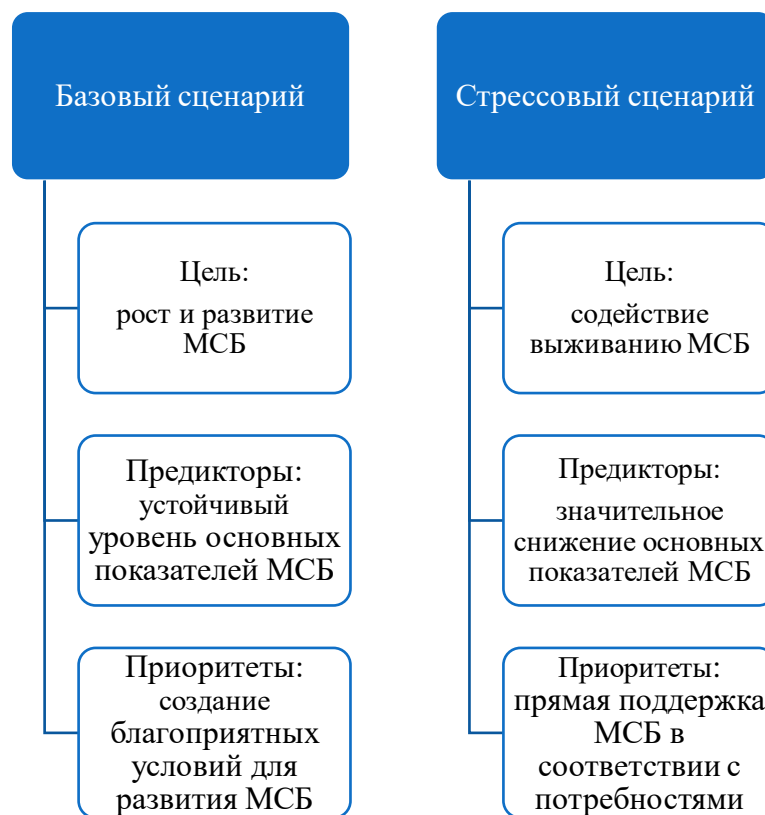 Базовый сценарий
Цель:
рост и развитие
МСБ
Предикторы:
устойчивый
уровень основных
показателей МСБ
Приоритеты:
создание
благоприятных
условий для
развития МСБ
Стрессовый сценарий
Цель:
содействие
выживанию МСБ
Предикторы:
значительное
снижение основных
показателей МСБ
Приоритеты:
прямая поддержка
МСБ в
соответствии с
потребностями